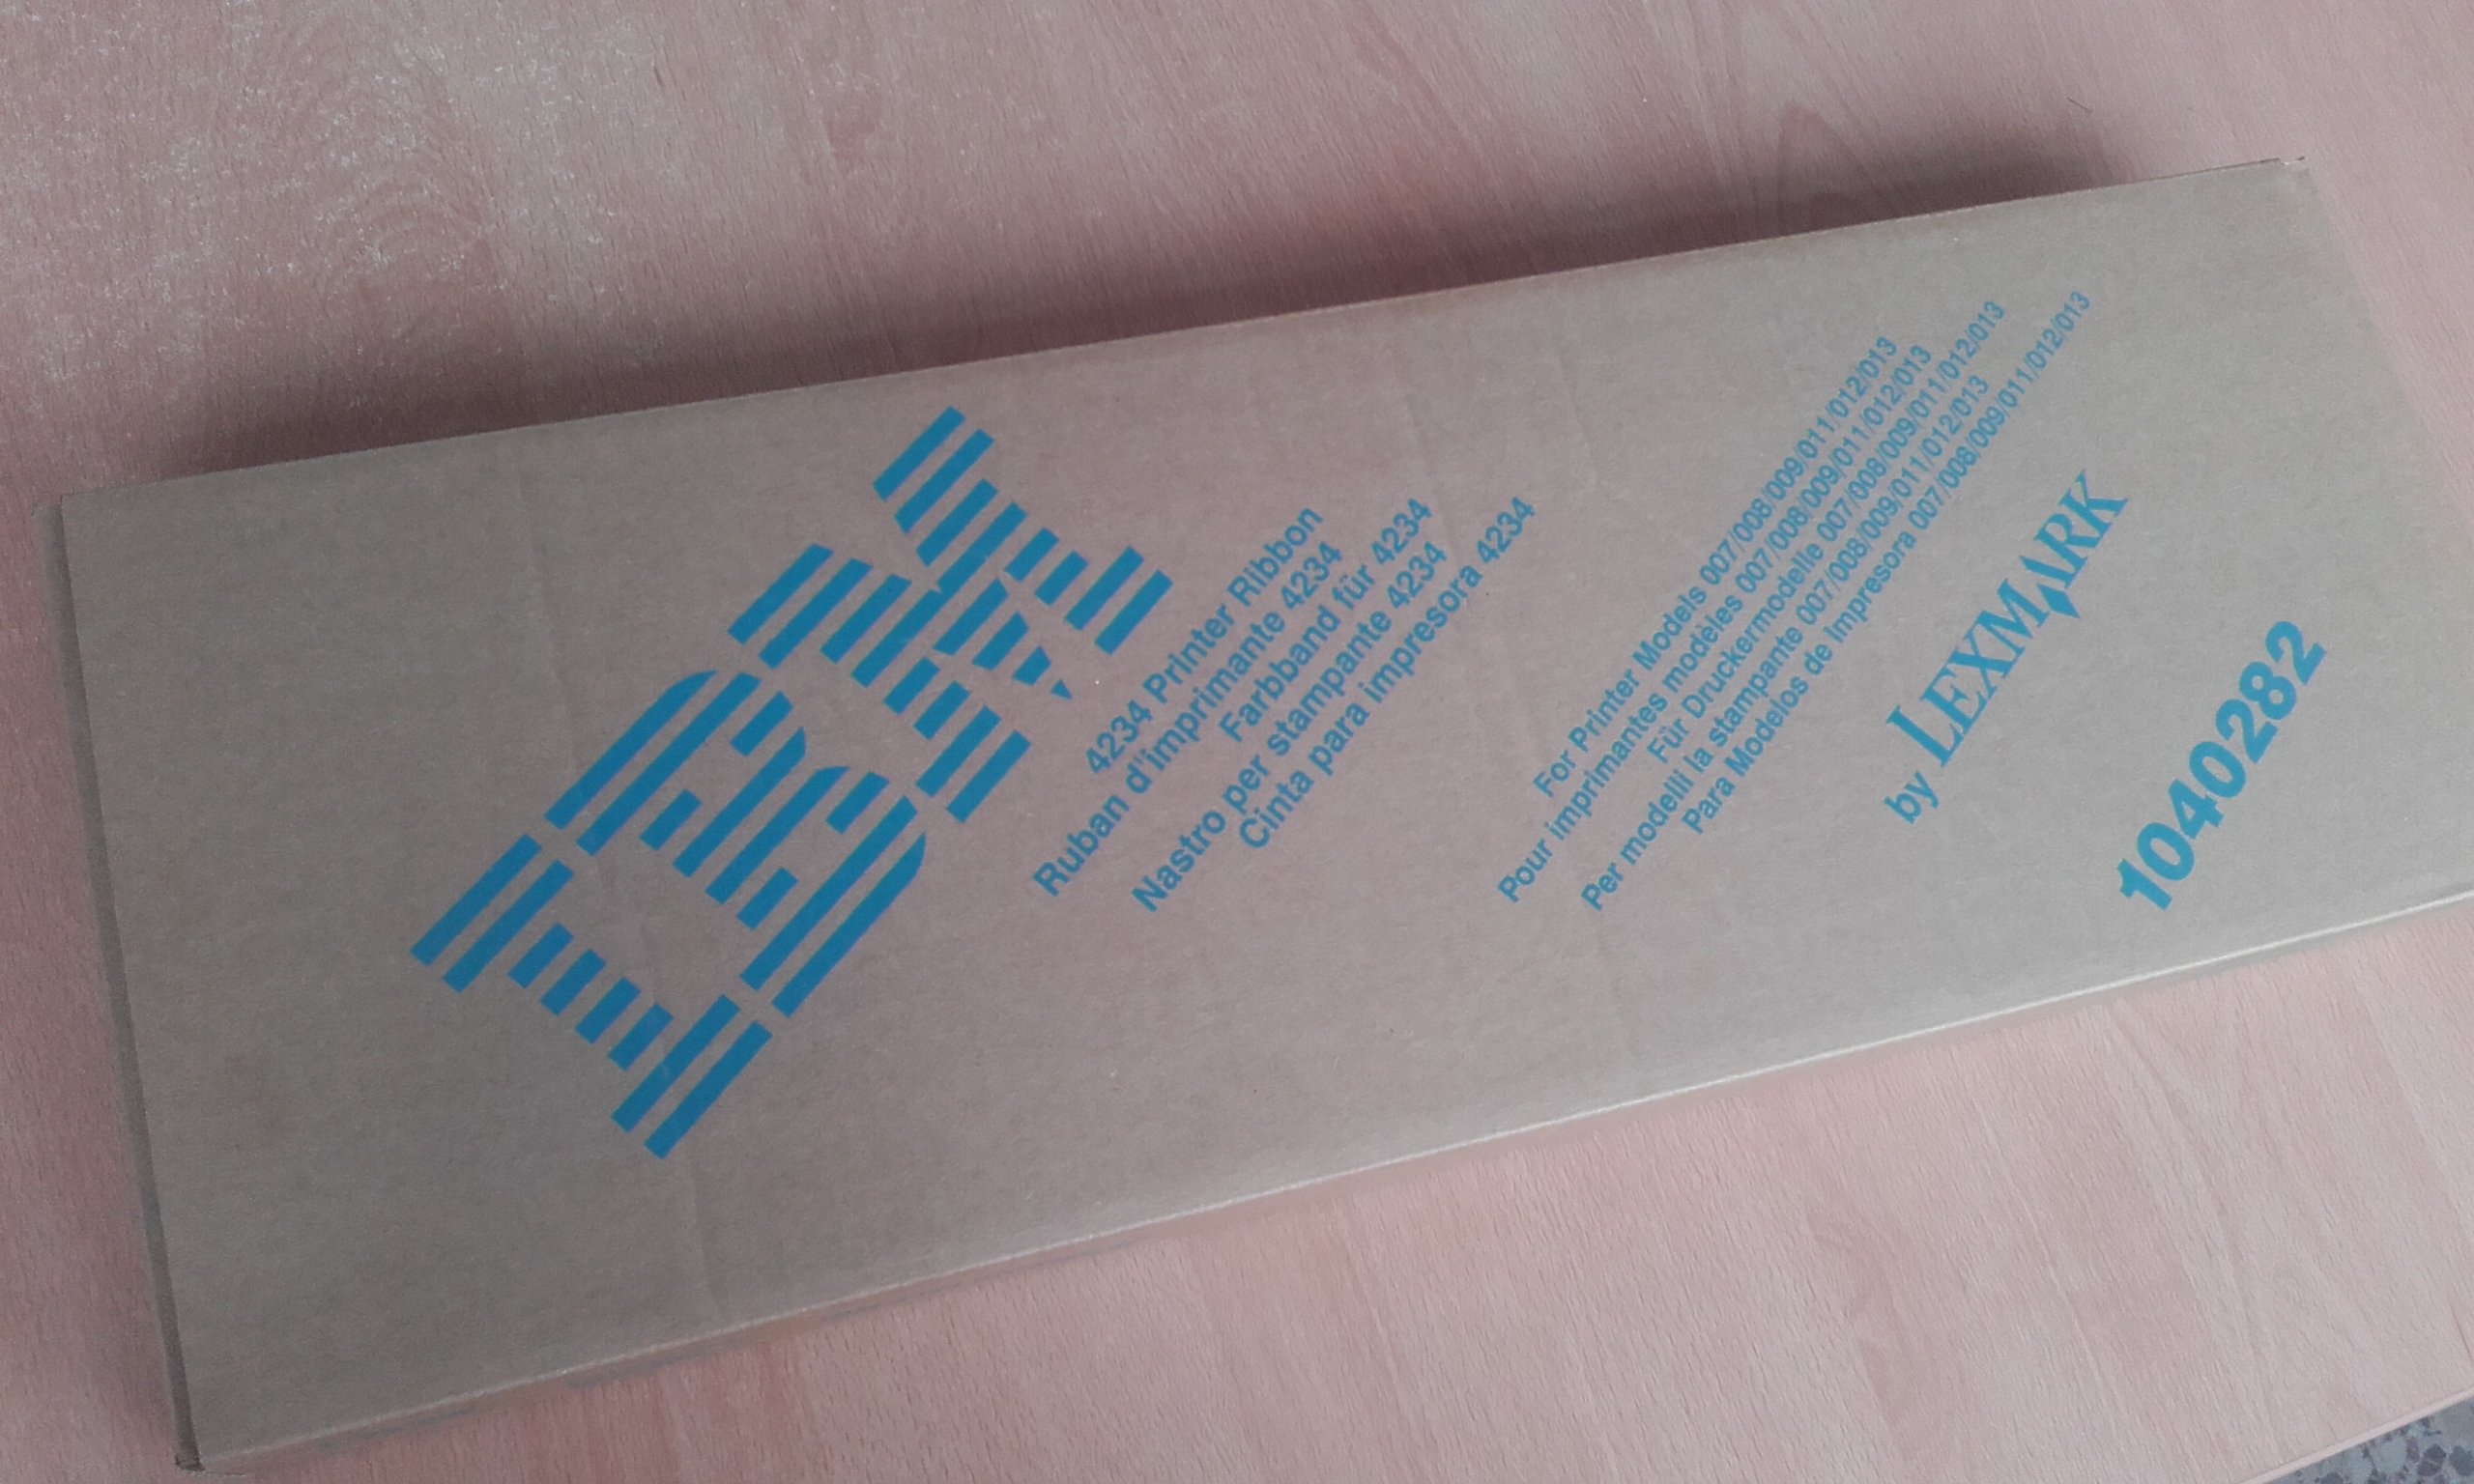 IBM
4234 Printer Ribbon
Ruban d'imprimante 4234
Farbband für 4234
Nastro per stampante 4234
Cinta para impresora 4234
For Printer Models 007/008/009/011/012/013
Pour imprimantes modèles 007/008/009/011/012/013
Für Druckermodelle 007/008/009/011/012/013
Per modelli la stampante 007/008/009/011/012/013
Para Modelos de Impresora 007/008/009/011/012/013
by LEXMARK
1040282